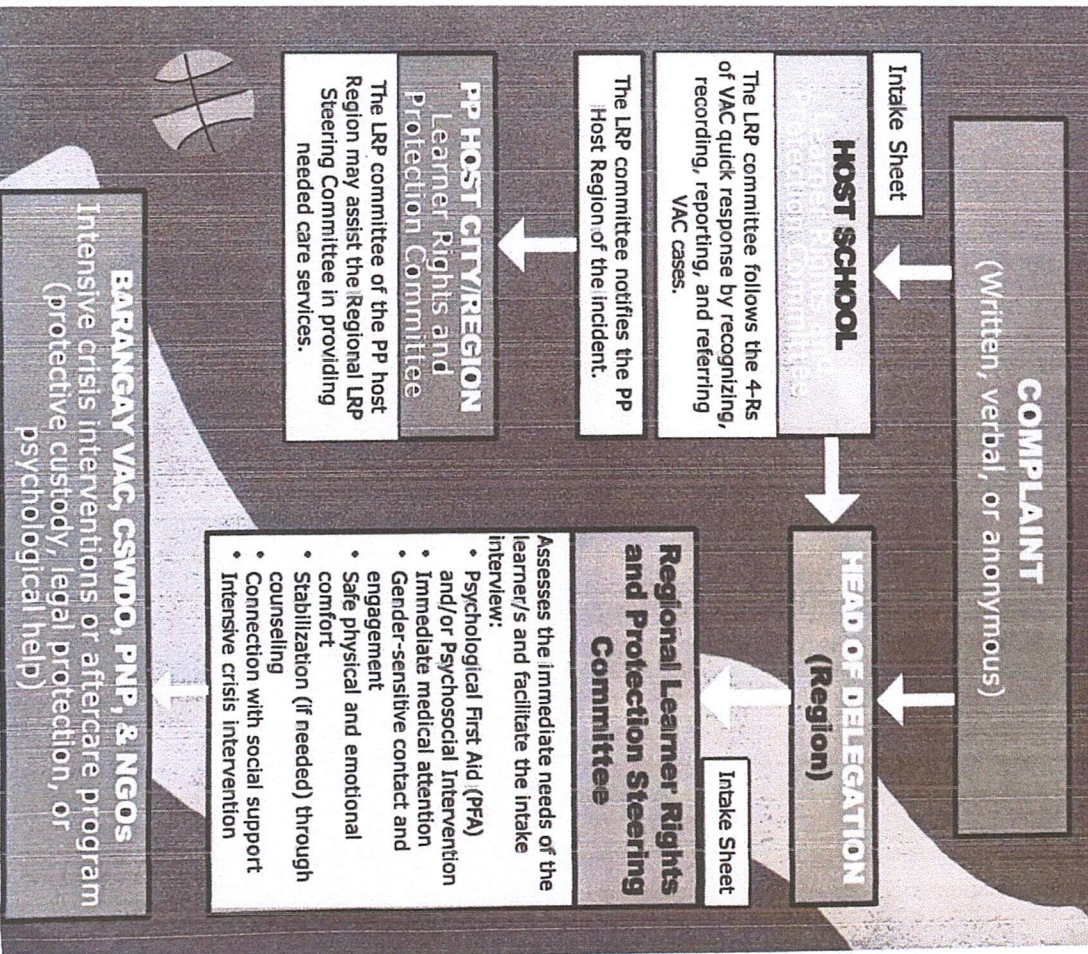 COMPLAINT
(Written, verbal, or anonymous)
Intake Sheet
HOST SCHOOL
Learner Rights and
Protection Committees
The LRP committee follows the 4-Rs
of VAC quick response by recognizing,
recording, reporting, and referring
VAC cases.
The LRP committee notifies the PP
Host Region of the incident.
PP HOST CITY/REGION
Learner Rights and
Protection Committee
The LRP committee of the PP host
Region may assist the Regional LRP
Steering Committee in providing
needed care services.
HEAD OF DELEGATION
(Region)
Intake Sheet
Regional Learner Rights
and Protection Steering
Committee
Assesses the immediate needs of the
learner/s and facilitate the intake
interview:
• Psychological First Aid (PFA)
and/or Psychosocial Intervention
• Immediate medical attention
• Gender-sensitive contact and
engagement
• Safe physical and emotional
comfort
• Stabilization (if needed) through
counseling
• Connection with social support
• Intensive crisis intervention
BARANGAY VAC, CSWDO, PNP, & NGOs
Intensive crisis interventions or aftercare program
(protective custody, legal protection, or
psychological help)